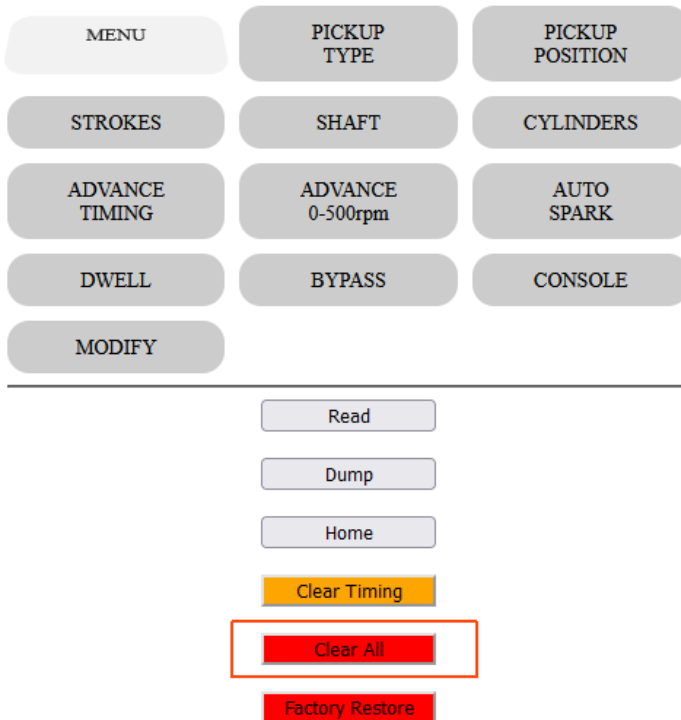 MENU
PICKUP
TYPE
PICKUP
POSITION
STROKES
SHAFT
CYLINDERS
ADVANCE
TIMING
ADVANCE
0-500rpm
AUTO
SPARK
DWELL
BYPASS
CONSOLE
MODIFY
Read
Dump
Home
Clear Timing
Clear All
Factory Restore